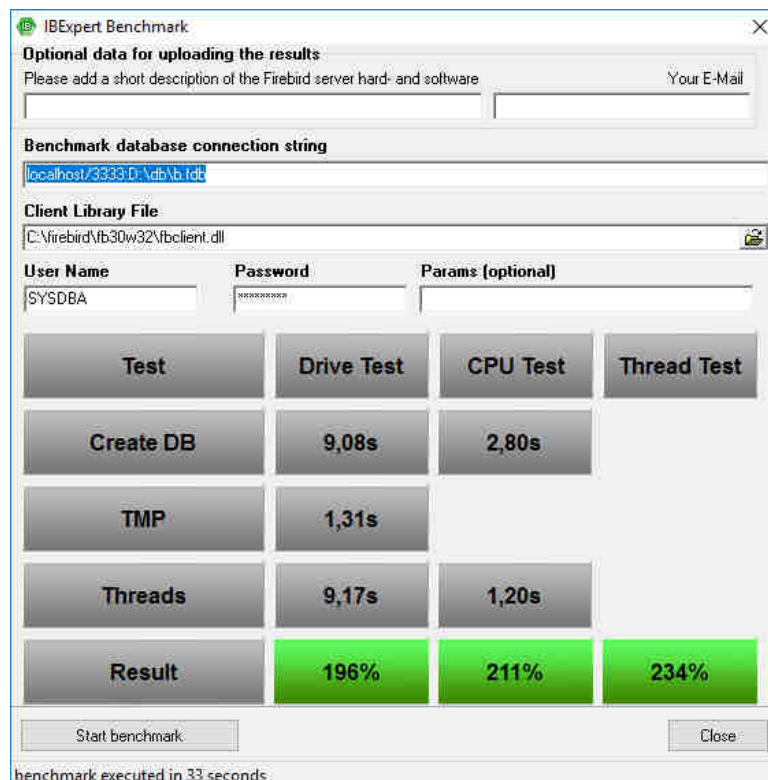 IBExpert Benchmark
Optional data for uploading the results
Please add a short description of the Firebird server hard- and software Your E-Mail
Benchmark database connection string
localhost/3333:D:\db\b.fdb
Client Library File
C:\firebird\fb30w32\fbclient.dll
User Name Password Params (optional)
SYSDBA *********
Test Drive Test CPU Test Thread Test
Create DB 9,08s 2,80s
TMP 1,31s
Threads 9,17s 1,20s
Result 196% 211% 234%
Start benchmark Close
benchmark executed in 33 seconds